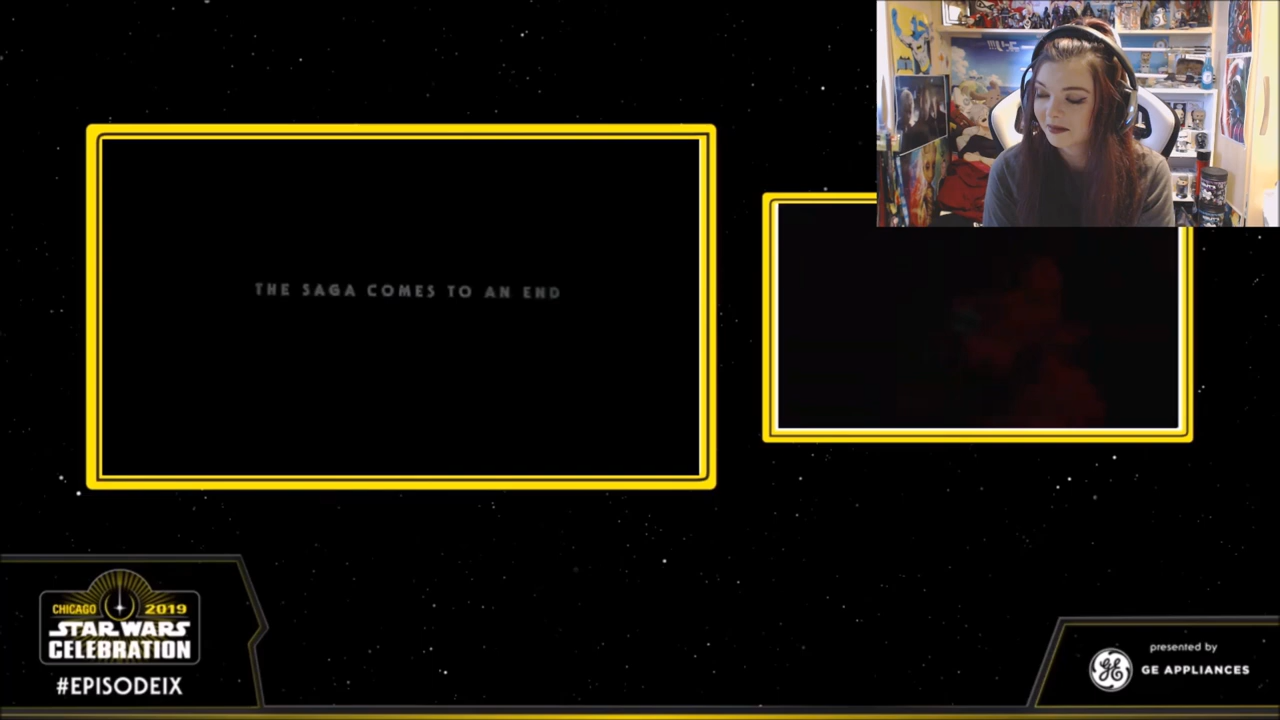 THE SAGA COMES TO AN END
CHICAGO 2019
STAR WARS
CELEBRATION
#EPISODEIX
presented by
GE APPLIANCES